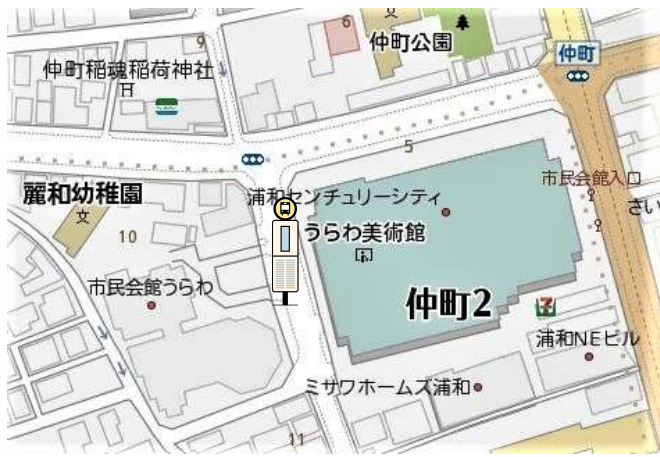 6
仲町公園
9
仲町
仲町稲魂稲荷神社
5
市民会館入口
麗和幼稚園
浦和センチュリーシティ
さい
10
うらわ美術館
市民会館うらわ
仲町2
7
浦和NEビル
ミサワホームズ浦和
11